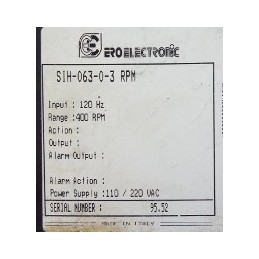 ERO ELECTRONIC
SIH-063-0-3 RPM
Input : 120 Hz
Range : 400 RPM
Action :
Output :
Alarm Output :
Alarm Action :
Power Supply : 110 / 220 VAC
SERIAL NUMBER : 95.52
MADE IN ITALY